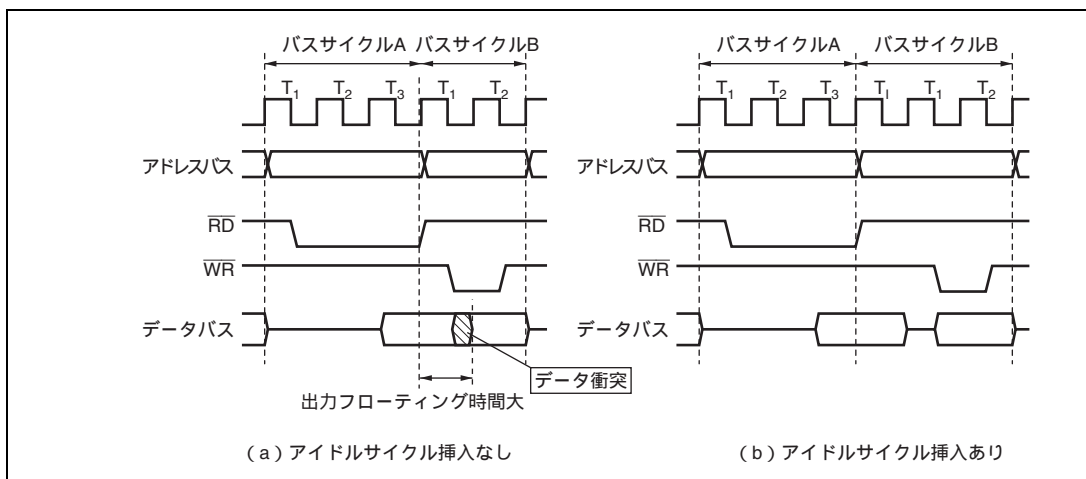 バスサイクルA バスサイクルB
T1 T2 T3 T1 T2
アドレスバス
RD
WR
データバス
データ衝突
出力フローティング時間大
(a)アイドルサイクル挿入なし
バスサイクルA バスサイクルB
T1 T2 T3 TI T1 T2
アドレスバス
RD
WR
データバス
(b)アイドルサイクル挿入あり